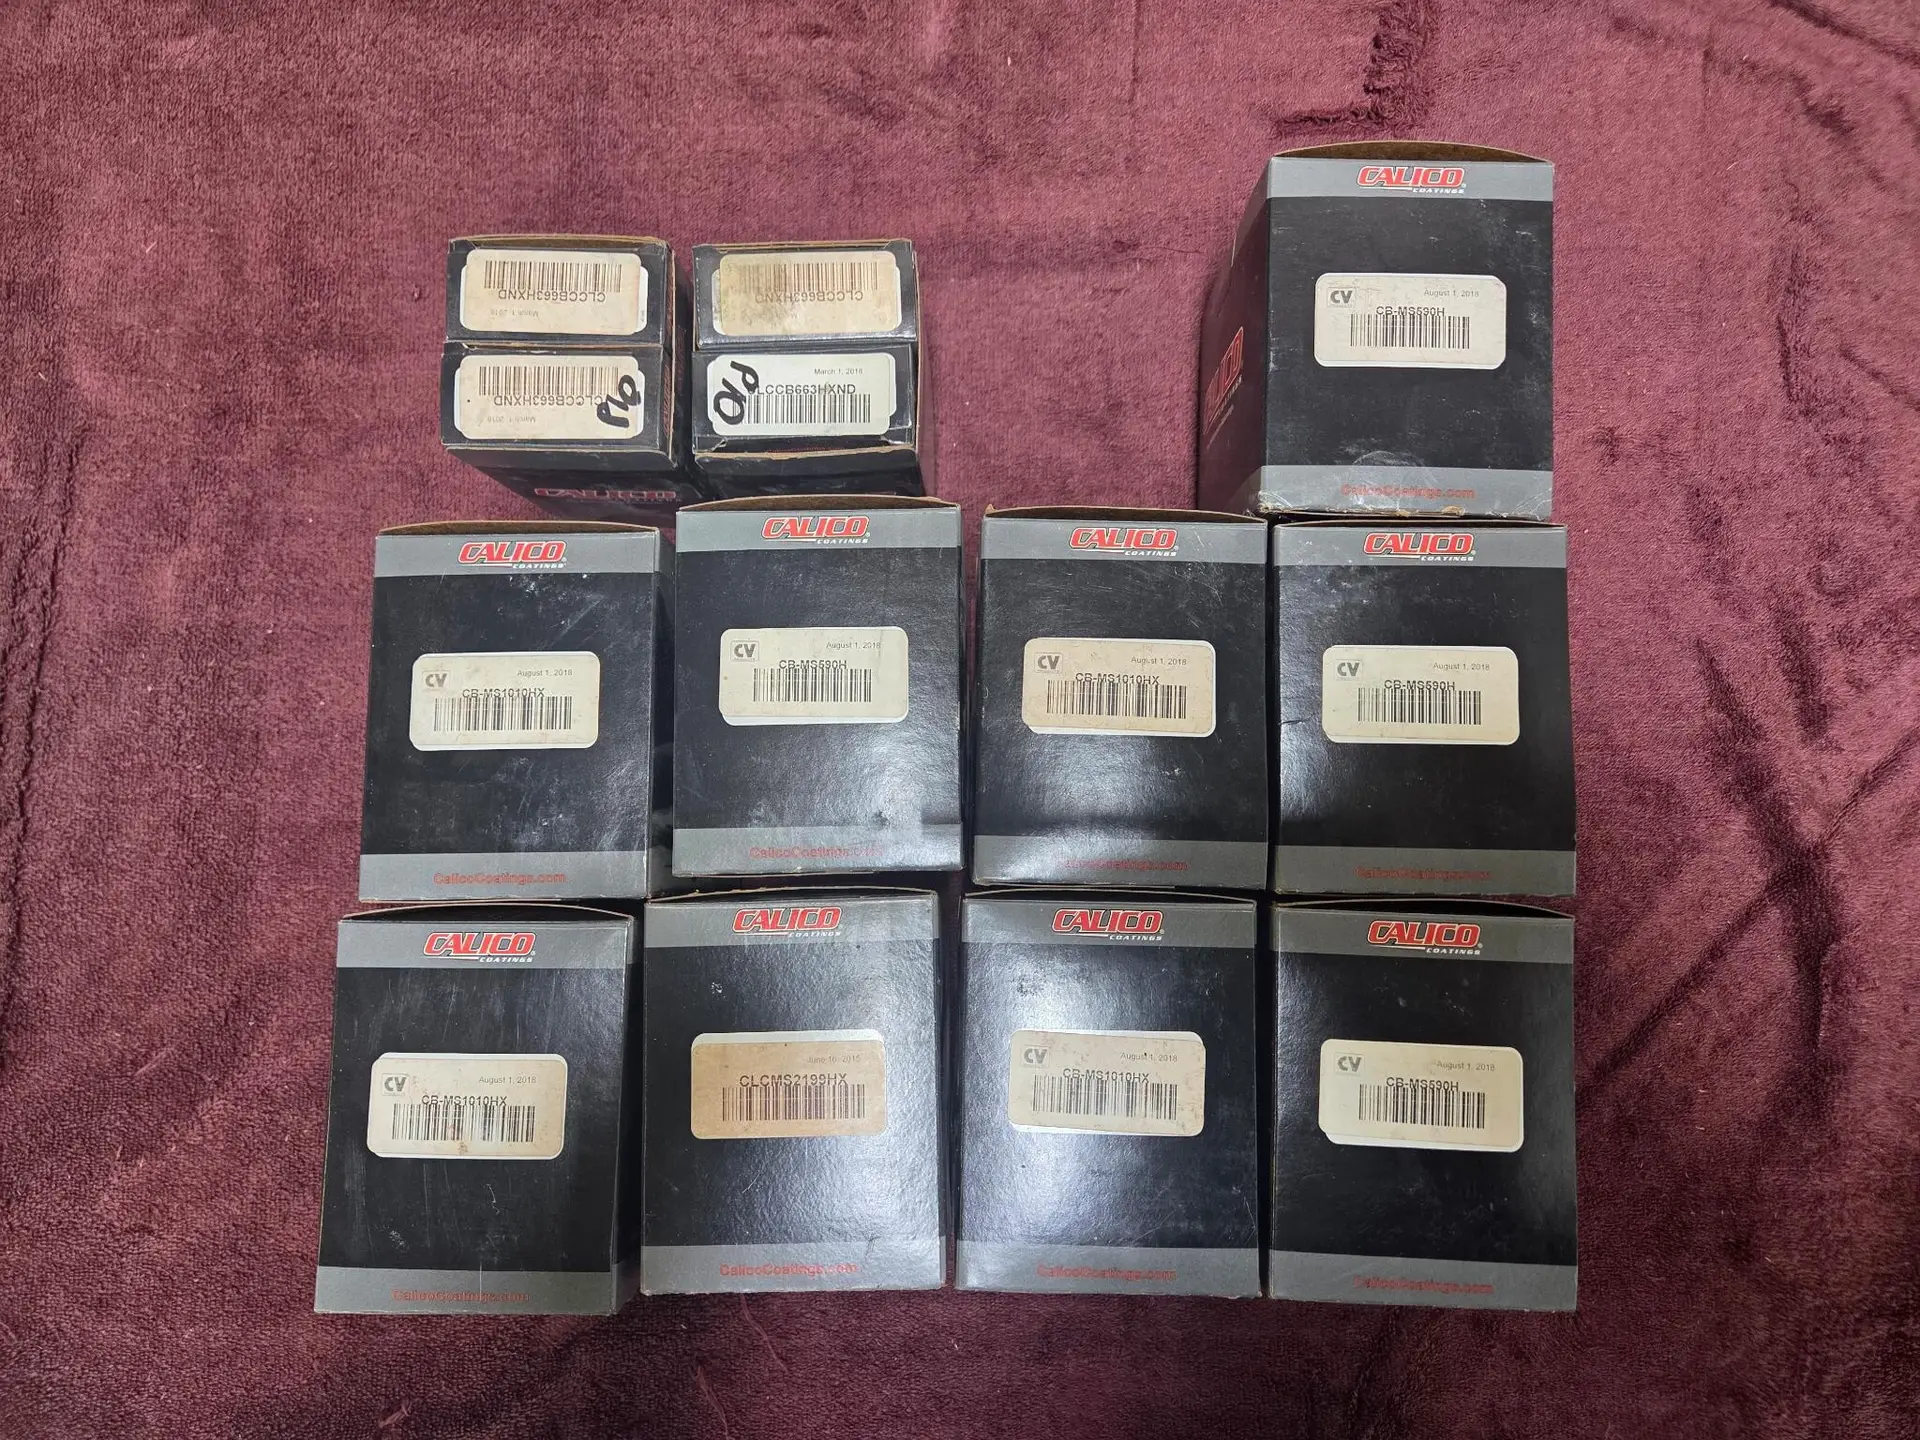 CLCCB663HXND
March 1, 2018
CLCCB663HXND
March 1, 2018
CLCCB663HXND
CLCCB663HXND
March 1, 2018
CALICO
CALICO
COATINGS
CV
August 1, 2018
CB-MS590H
CalicoCoatings.com
CALICO
COATINGS
CV
August 1, 2018
CB-MS1010HX
CalicoCoatings.com
CALICO
COATINGS
CV
August 1, 2018
CB-MS590H
CalicoCoatings.com
CALICO
COATINGS
CV
August 1, 2018
CB-MS1010HX
CalicoCoatings.com
CALICO
COATINGS
CV
August 1, 2018
CB-MS590H
CalicoCoatings.com
CALICO
COATINGS
CV
August 1, 2018
CB-MS1010HX
CalicoCoatings.com
CALICO
COATINGS
CLCMS2199HX
CalicoCoatings.com
CALICO
COATINGS
CV
August 1, 2018
CB-MS1010HX
CalicoCoatings.com
CALICO
COATINGS
CV
August 1, 2018
CB-MS590H
CalicoCoatings.com